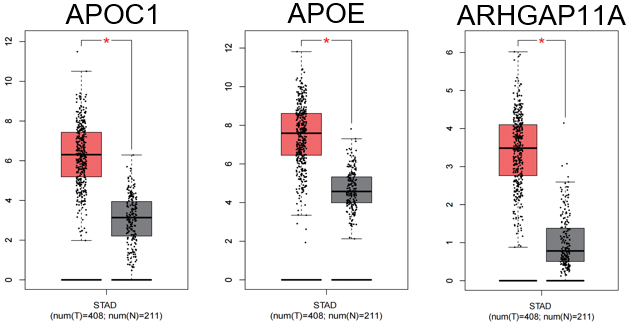 APOC1
*
12
10
8
6
4
2
0
STAD
(num(T)=408; num(N)=211)
APOE
*
12
10
8
6
4
2
0
STAD
(num(T)=408; num(N)=211)
ARHGAP11A
*
6
5
4
3
2
1
0
STAD
(num(T)=408; num(N)=211)